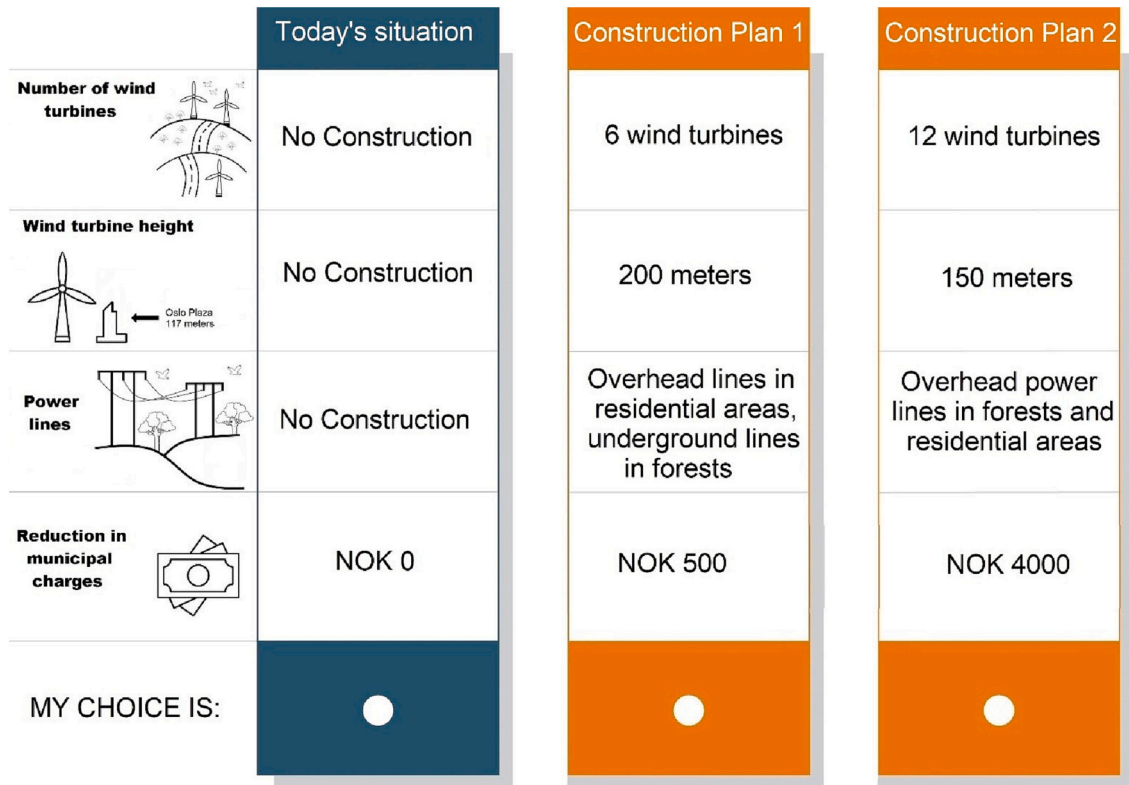 Today's situation
Construction Plan 1
Construction Plan 2
Number of wind
turbines
No Construction
6 wind turbines
12 wind turbines
Wind turbine height
Oslo Plaza
117 meters
No Construction
200 meters
150 meters
Power
lines
No Construction
Overhead lines in
residential areas,
underground lines
in forests
Overhead power
lines in forests and
residential areas
Reduction in
municipal
charges
NOK 0
NOK 500
NOK 4000
MY CHOICE IS: